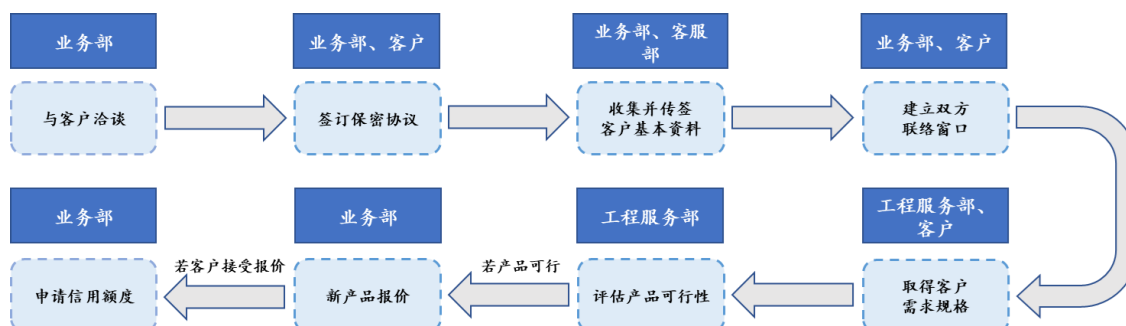 业务部
业务部、客户
业务部、客服
部
业务部、客户
与客户洽谈
签订保密协议
收集并传签
客户基本资料
建立双方
联络窗口
业务部
业务部
工程服务部
工程服务部、
客户
若客户接受报价
若产品可行
申请信用额度
新产品报价
评估产品可行性
取得客户
需求规格